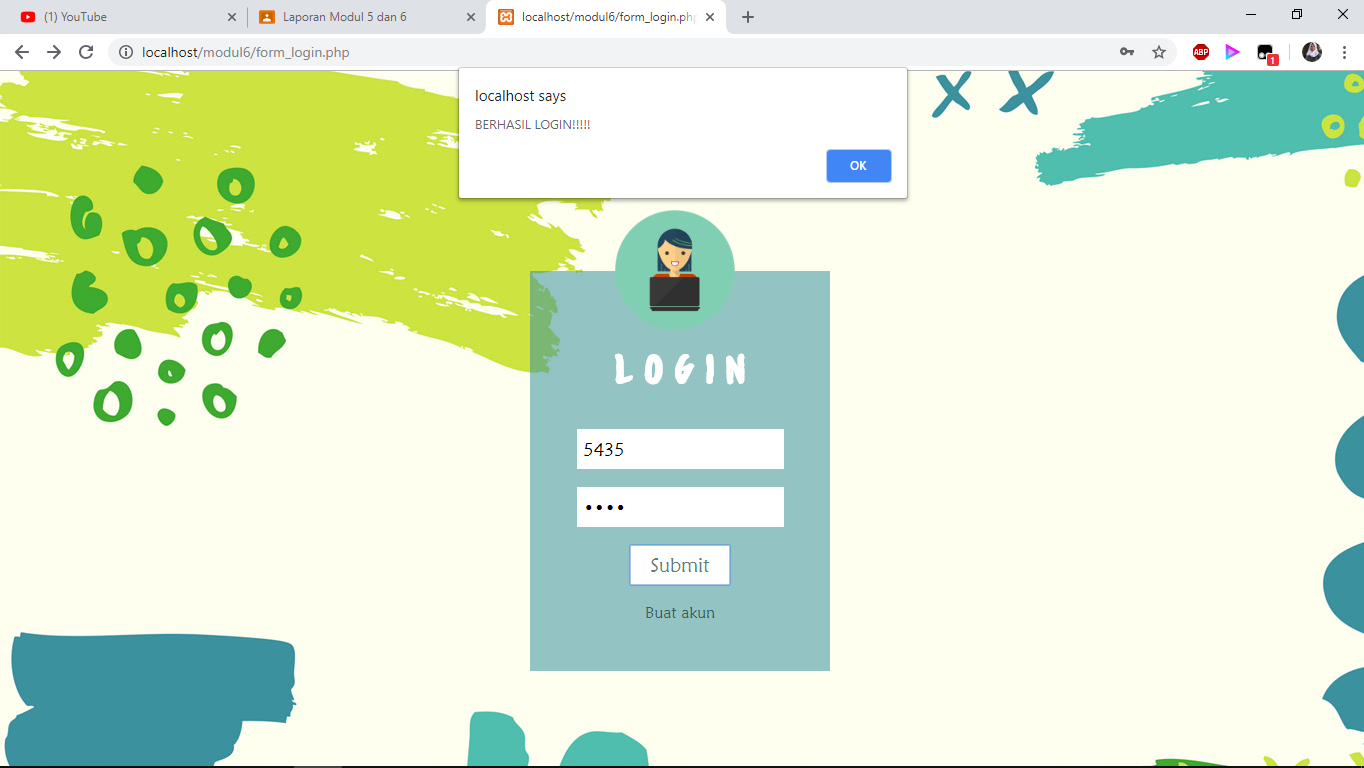 (1) YouTube
Laporan Modul 5 dan 6
localhost/modul6/form_login.php
localhost/modul6/form_login.php
ABP
1
localhost says
BERHASIL LOGIN!!!!!
OK
LOGIN
5435
Submit
Buat akun